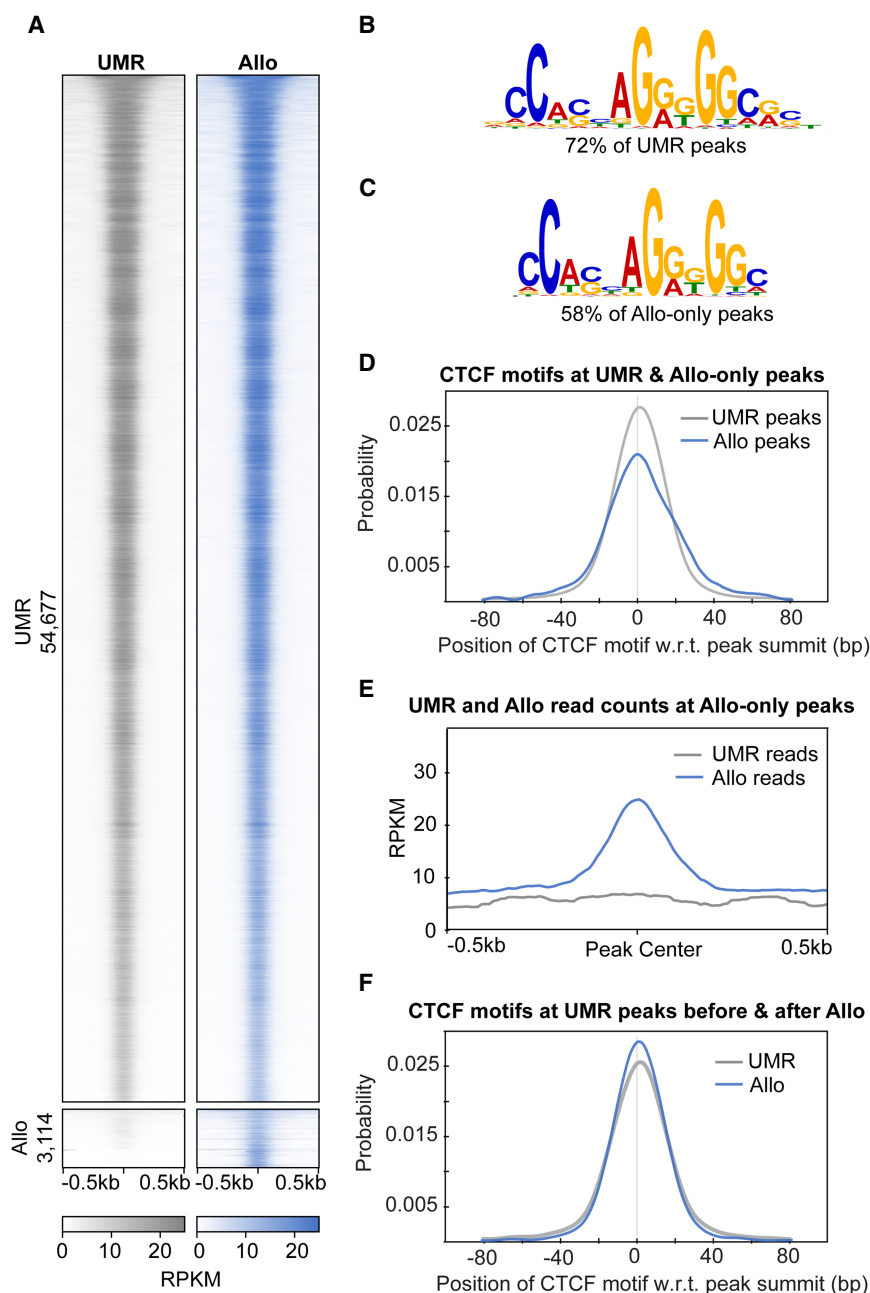 A
UMR Allo
UMR
54,677
Allo
3,114
-0.5kb 0.5kb -0.5kb 0.5kb
0 10 20 0 10 20
RPKM
B
72% of UMR peaks
C
58% of Allo-only peaks
D
CTCF motifs at UMR & Allo-only peaks
UMR peaks
Allo peaks
Probability
0.025
0.015
0.005
-80 -40 0 40 80
Position of CTCF motif w.r.t. peak summit (bp)
E
UMR and Allo read counts at Allo-only peaks
UMR reads
Allo reads
RPKM
30
20
10
0
-0.5kb Peak Center 0.5kb
F
CTCF motifs at UMR peaks before & after Allo
UMR
Allo
Probability
0.025
0.015
0.005
-80 -40 0 40 80
Position of CTCF motif w.r.t. peak summit (bp)